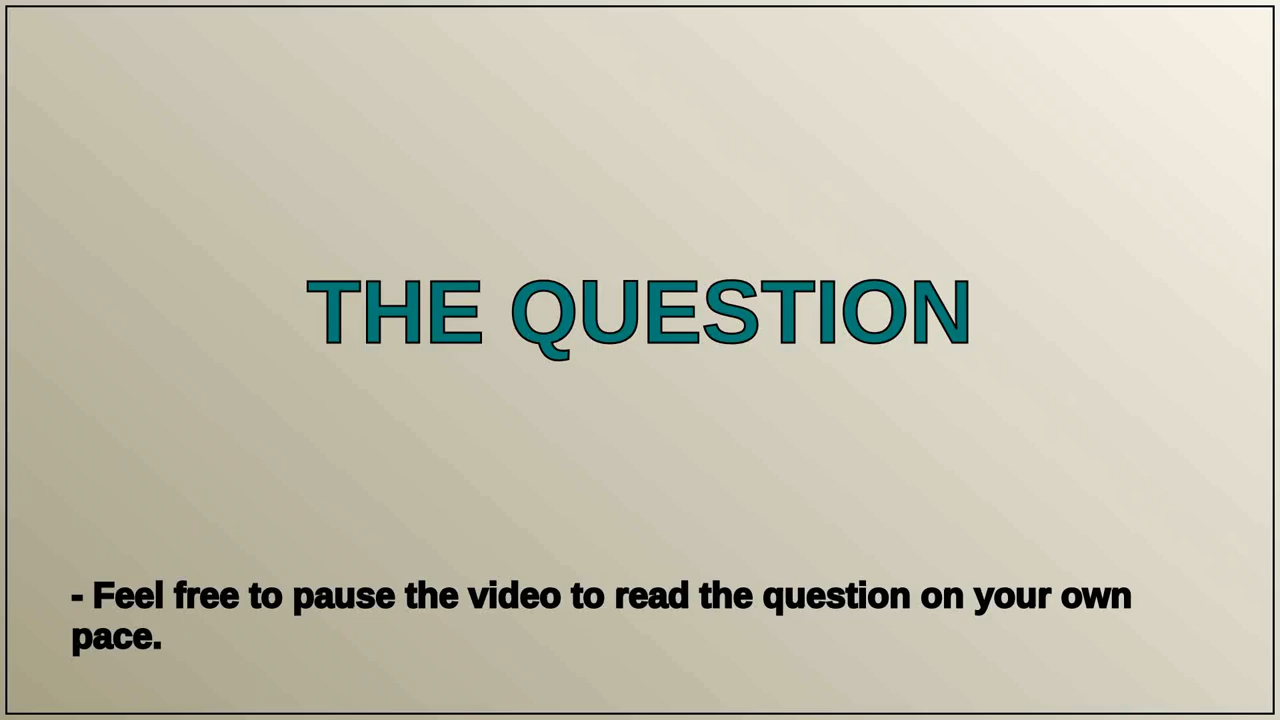 THE QUESTION
- Feel free to pause the video to read the question on your own
pace.